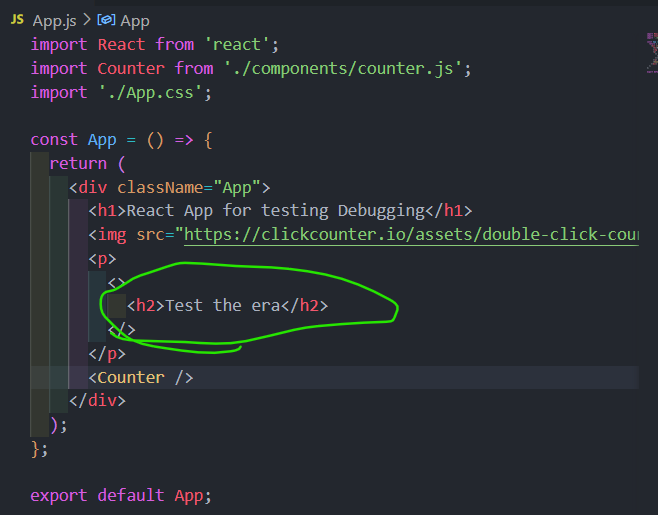 JS App.js > App
import React from 'react';
import Counter from './components/counter.js';
import './App.css';
const App = () => {
return (
<div className="App">
<h1>React App for testing Debugging</h1>
<img src="https://clickcounter.io/assets/double-click-cou
<p>
<>
<h2>Test the era</h2>
</>
</p>
<Counter />
</div>
);
};
export default App;